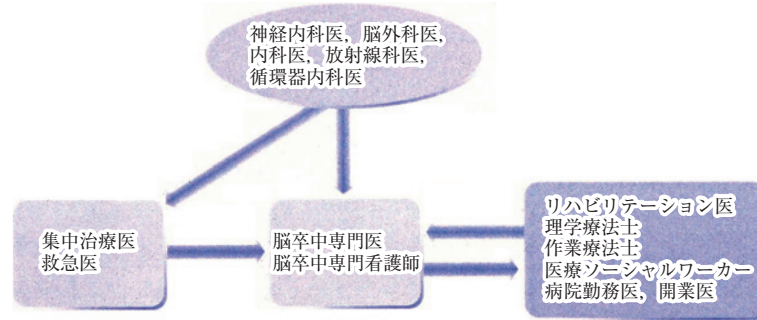 神経内科医，脳外科医，
内科医，放射線科医，
循環器内科医
集中治療医
救急医
脳卒中専門医
脳卒中専門看護師
リハビリテーション医
理学療法士
作業療法士
医療ソーシャルワーカー
病院勤務医，開業医